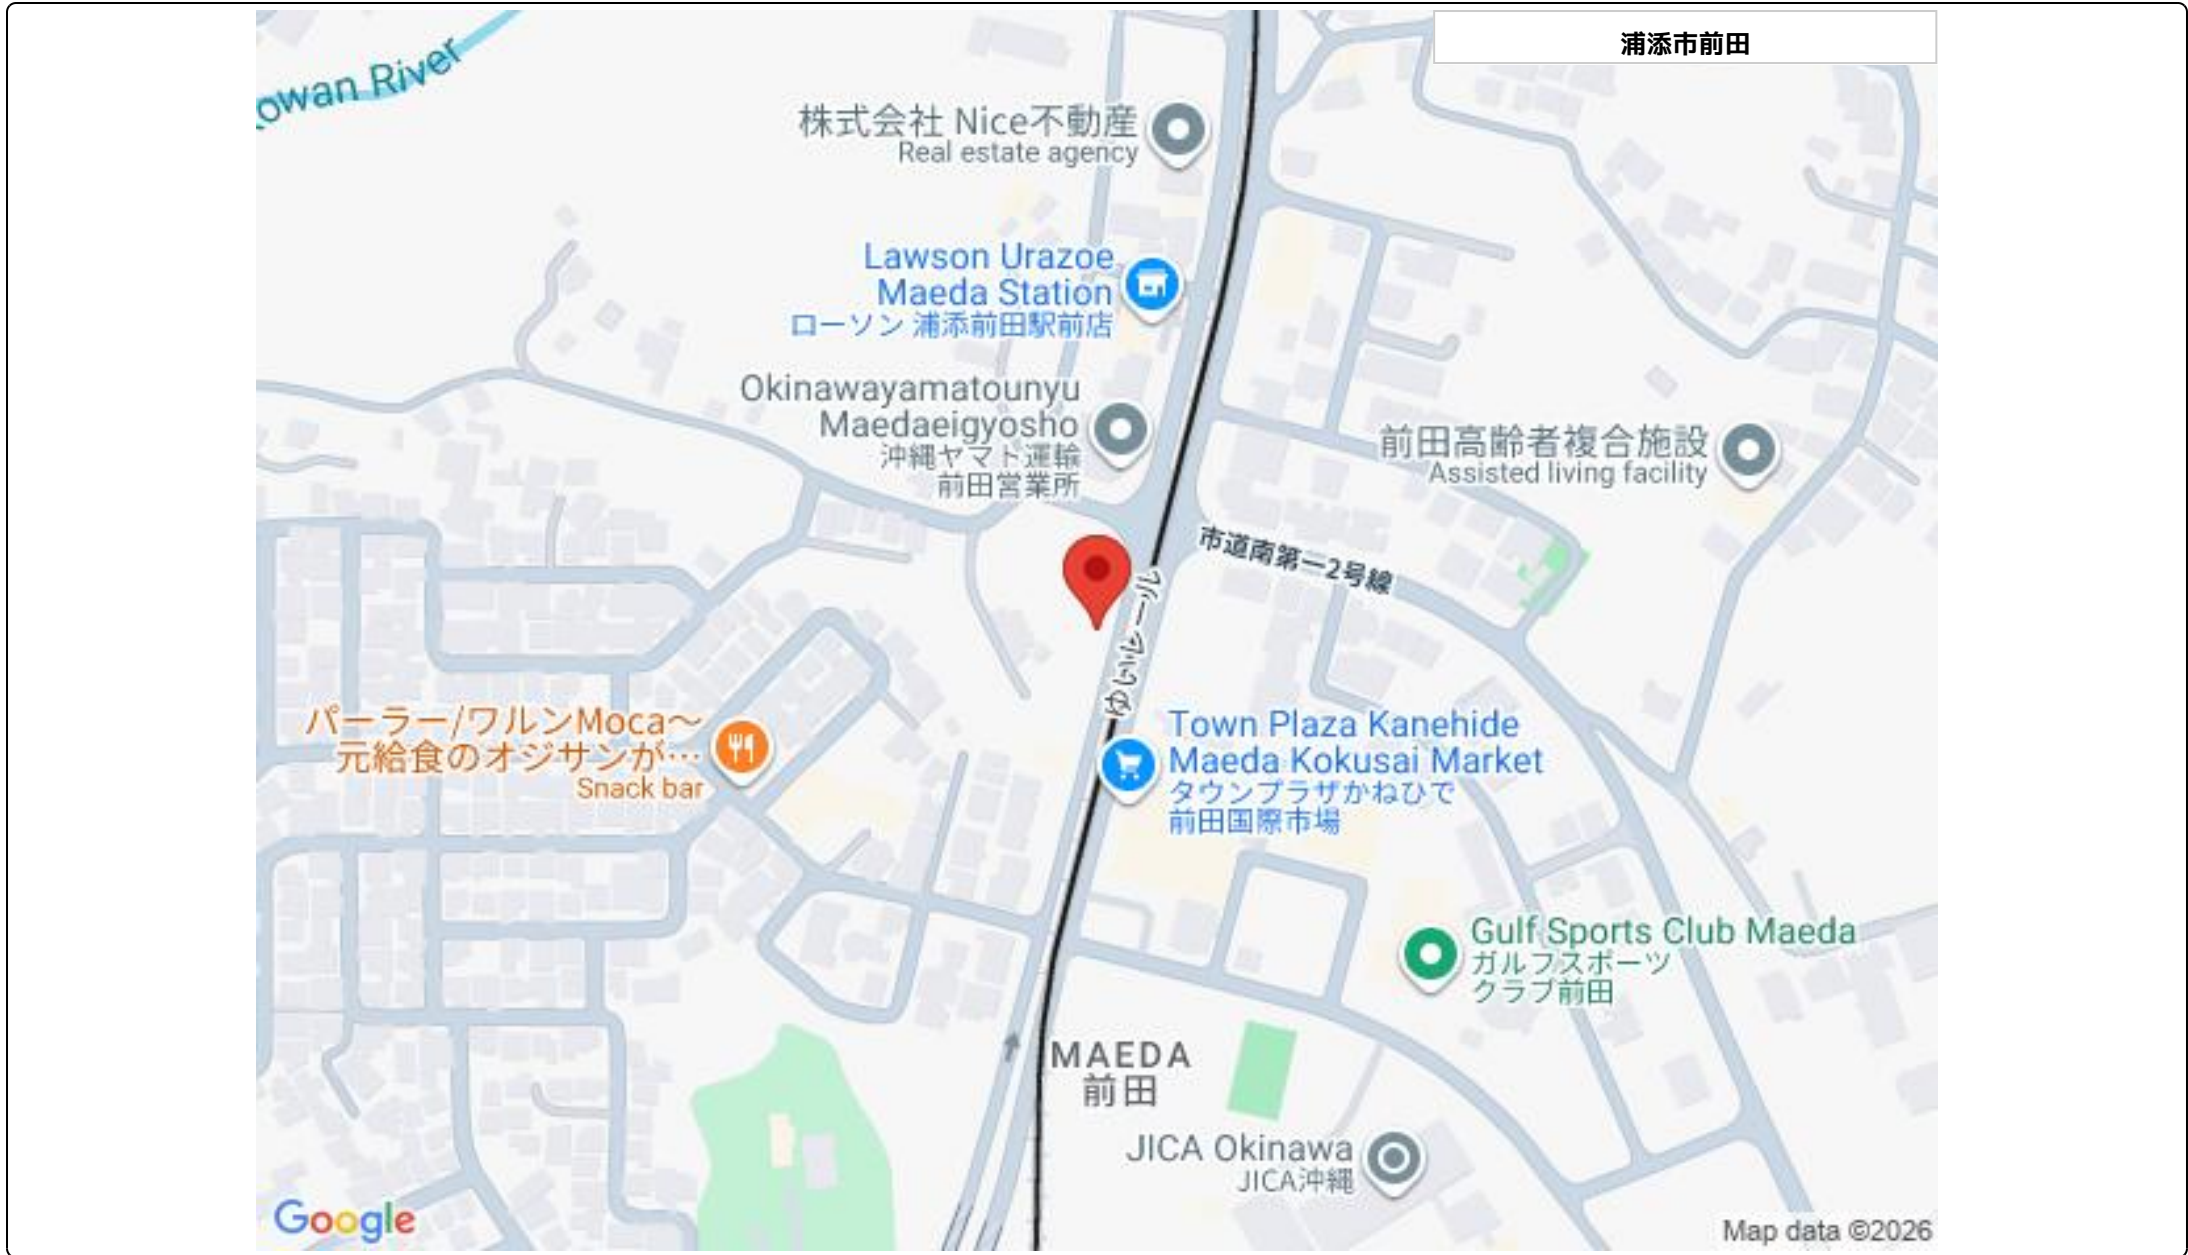 浦添市前田
owan River
株式会社 Nice不動産
Real estate agency
Lawson Urazoe
Maeda Station
ローソン 浦添前田駅前店
Okinawayamatounyu
Maedaeigyosho
沖縄ヤマト運輸
前田営業所
前田高齢者複合施設
Assisted living facility
市道南第一2号線
ゆいレール
パーラー/ワルンMoca〜
元給食のオジサンが…
Snack bar
Town Plaza Kanehide
Maeda Kokusai Market
タウンプラザかねひで
前田国際市場
Gulf Sports Club Maeda
ガルフスポーツ
クラブ前田
MAEDA
前田
JICA Okinawa
JICA沖縄
Google
Map data ©2026